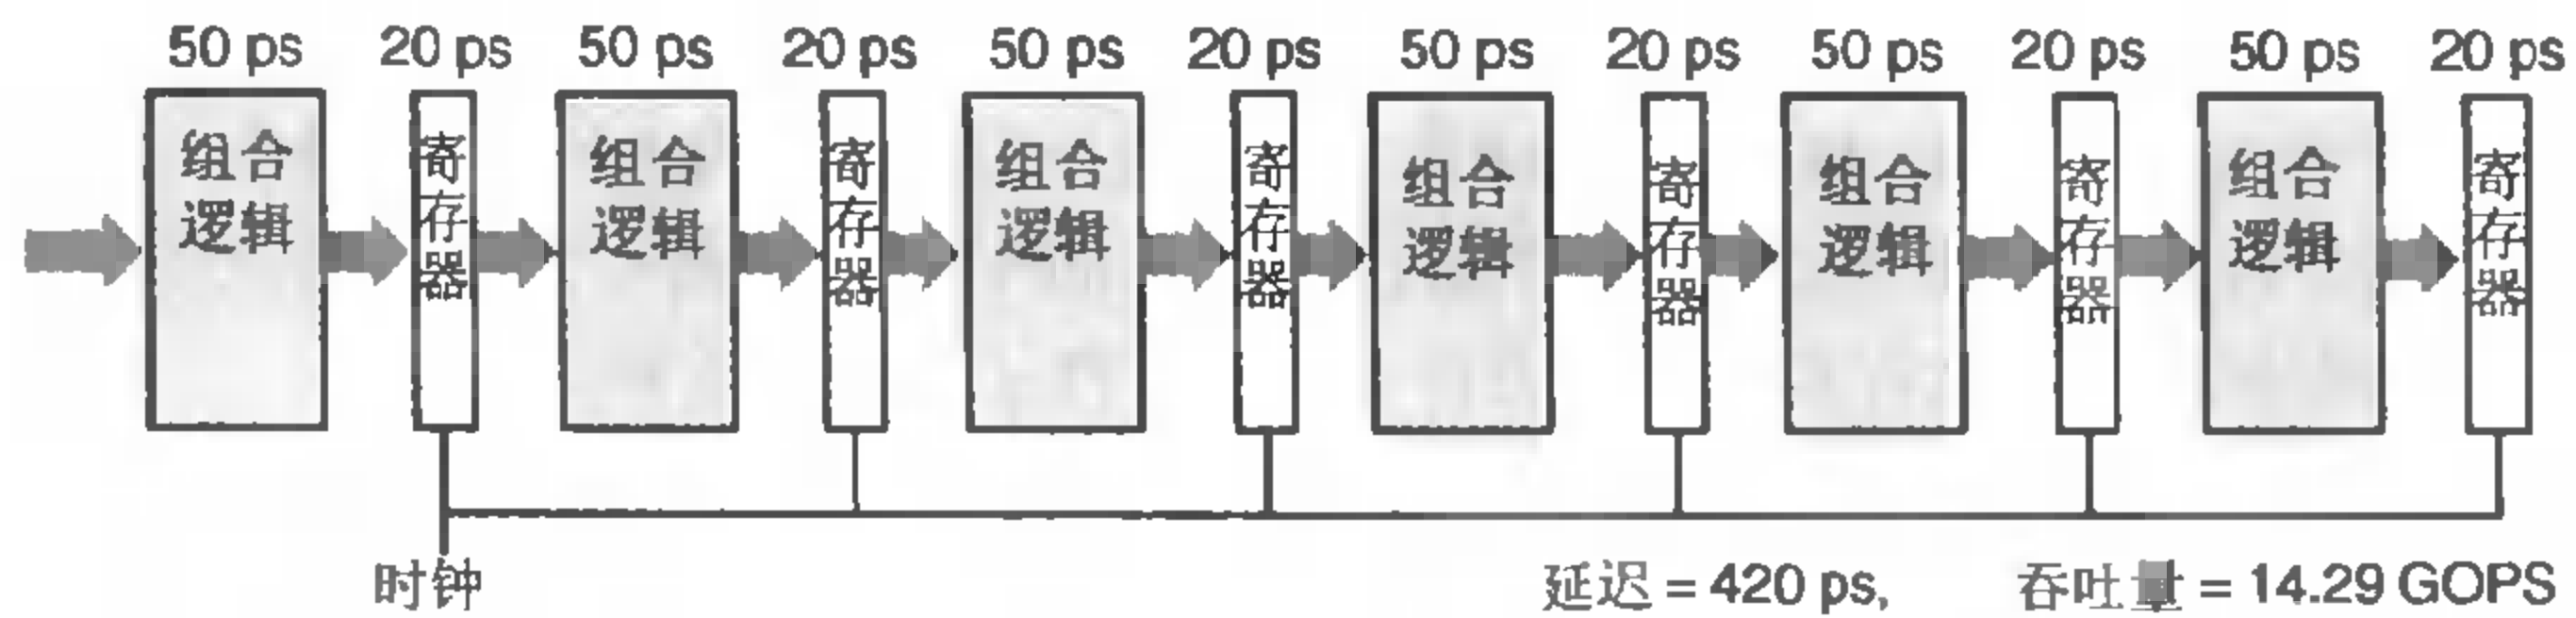 50 ps 20 ps 50 ps 20 ps 50 ps 20 ps 50 ps 20 ps 50 ps 20 ps 50 ps 20 ps
组合
逻辑
寄
存
器
组合
逻辑
寄
存
器
组合
逻辑
寄
存
器
组合
逻辑
寄
存
器
组合
逻辑
寄
存
器
组合
逻辑
寄
存
器
时钟
延迟 = 420 ps, 吞吐量 = 14.29 GOPS